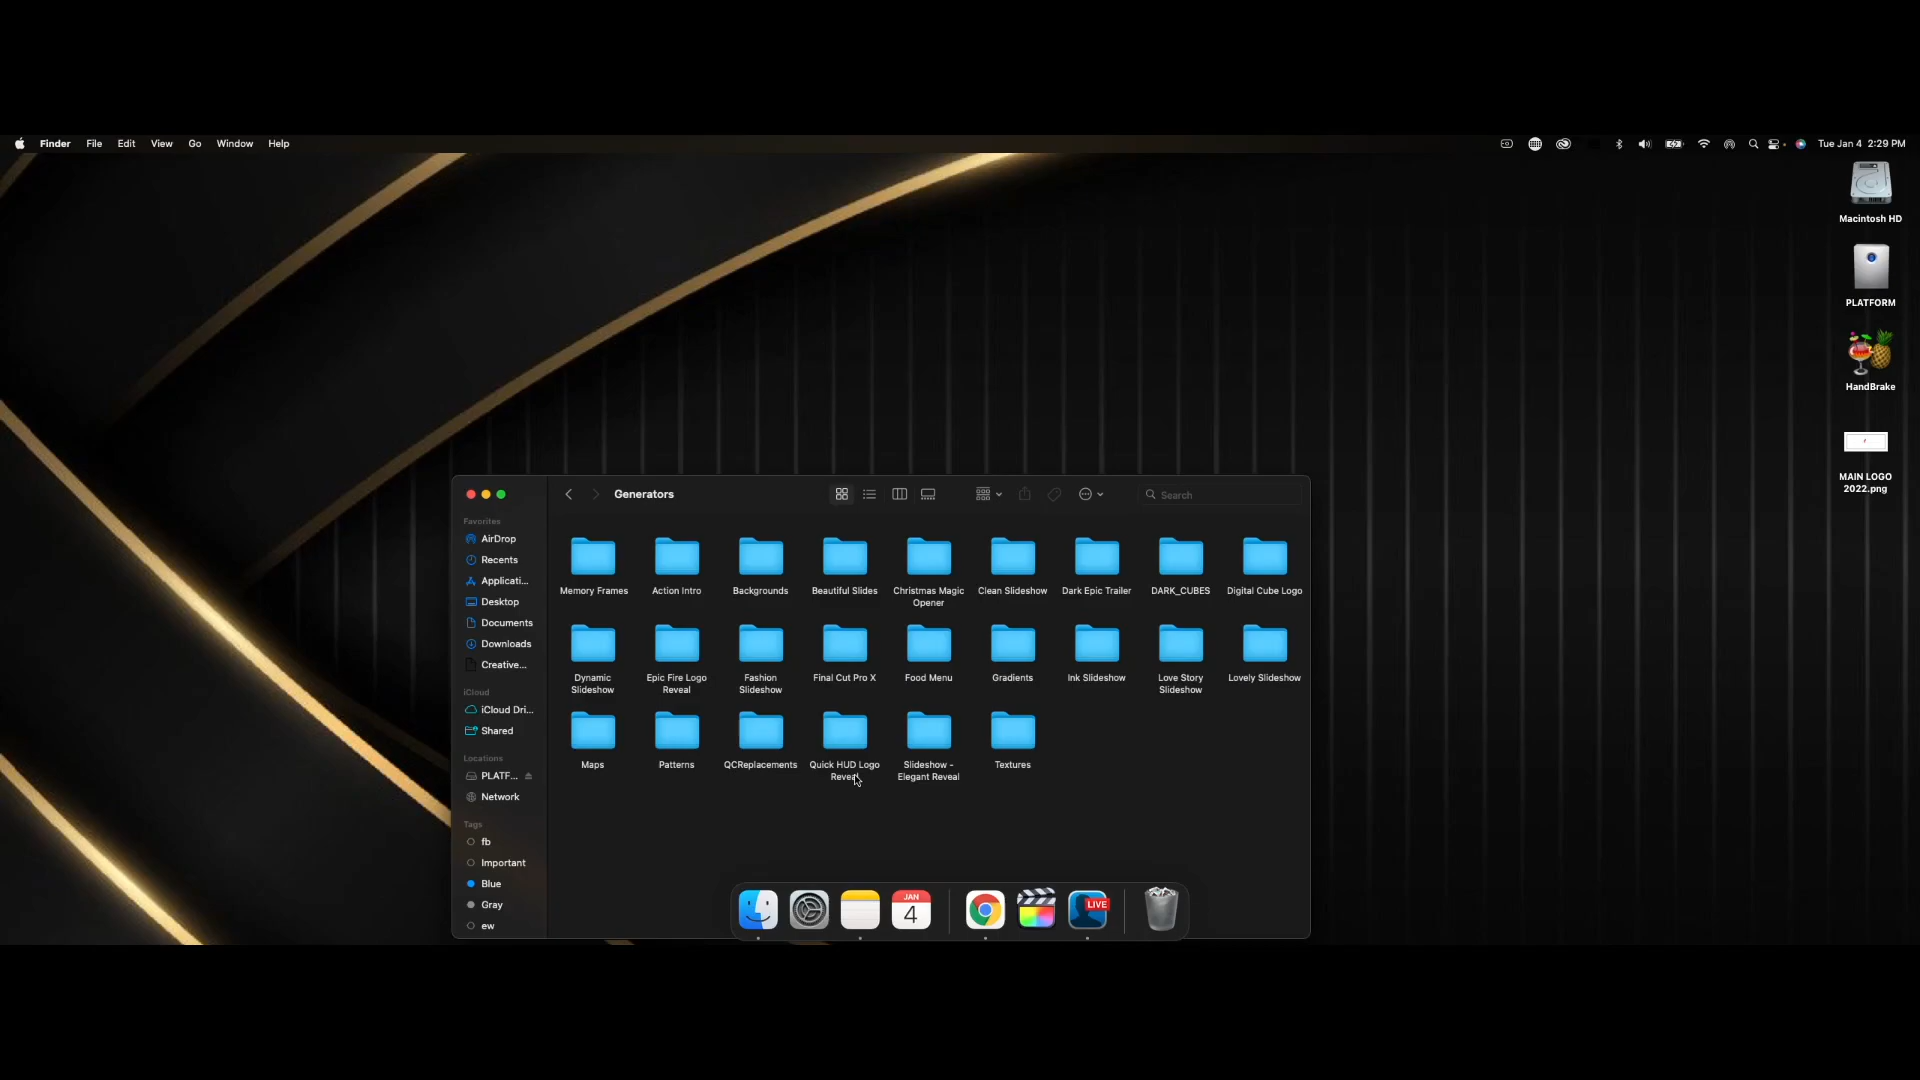 Finder File Edit View Go Window Help
Tue Jan 4 2:29 PM
Macintosh HD
PLATFORM
HandBrake
MAIN LOGO
2022.png
Generators
Search
Favorites
AirDrop
Recents
Applicati...
Desktop
Documents
Downloads
Creative...
iCloud
iCloud Dri...
Shared
Locations
PLATF...
Network
Tags
fb
Important
Blue
Gray
ew
Memory Frames
Action Intro
Backgrounds
Beautiful Slides
Christmas Magic
Opener
Clean Slideshow
Dark Epic Trailer
DARK_CUBES
Digital Cube Logo
Dynamic
Slideshow
Epic Fire Logo
Reveal
Fashion
Slideshow
Final Cut Pro X
Food Menu
Gradients
Ink Slideshow
Love Story
Slideshow
Lovely Slideshow
Maps
Patterns
QCReplacements
Quick HUD Logo
Reveal
Slideshow -
Elegant Reveal
Textures
JAN
4
LIVE